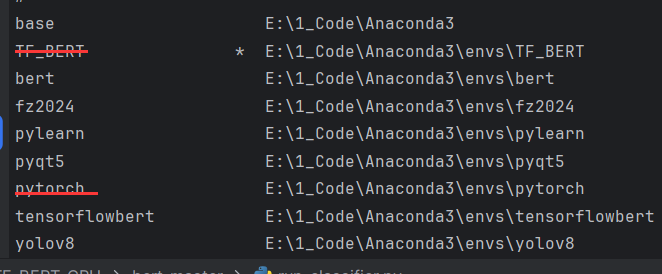 #
base E:\1_Code\Anaconda3
TF_BERT * E:\1_Code\Anaconda3\envs\TF_BERT
bert E:\1_Code\Anaconda3\envs\bert
fz2024 E:\1_Code\Anaconda3\envs\fz2024
pylearn E:\1_Code\Anaconda3\envs\pylearn
pyqt5 E:\1_Code\Anaconda3\envs\pyqt5
pytorch E:\1_Code\Anaconda3\envs\pytorch
tensorflowbert E:\1_Code\Anaconda3\envs\tensorflowbert
yolov8 E:\1_Code\Anaconda3\envs\yolov8